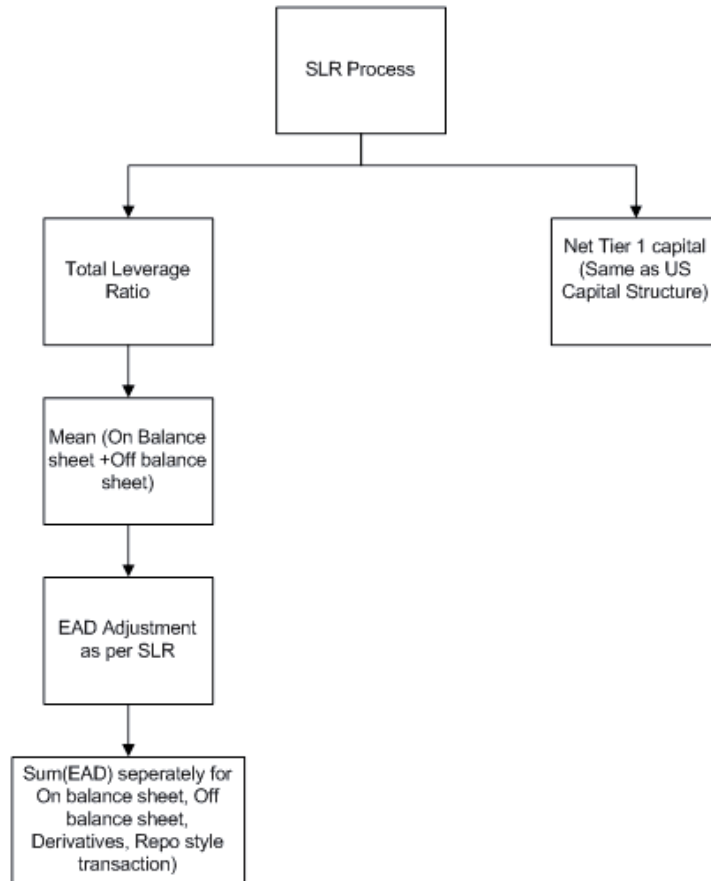 SLR Process
Total Leverage
Ratio
Net Tier 1 capital
(Same as US
Capital Structure)
Mean (On Balance
sheet +Off balance
sheet)
EAD Adjustment
as per SLR
Sum(EAD) seperately for
On balance sheet, Off
balance sheet,
Derivatives, Repo style
transaction)